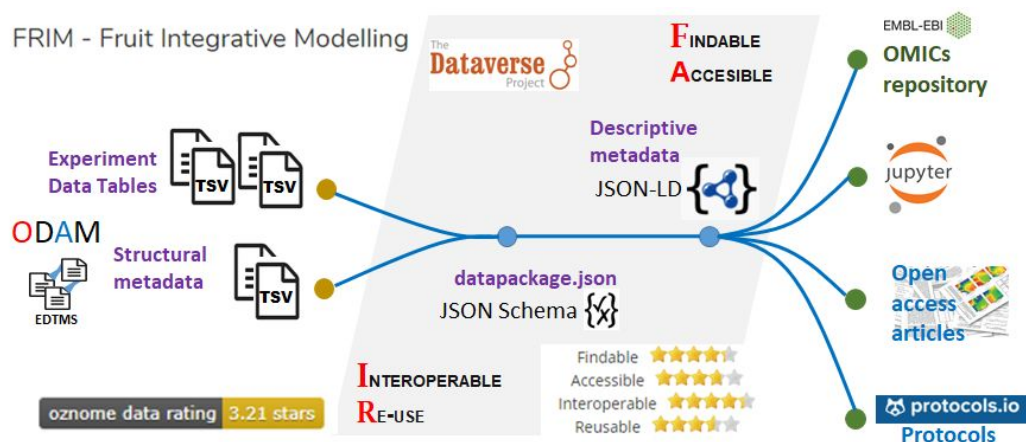 FRIM - Fruit Integrative Modelling
The
Dataverse
Project
FINDABLE
ACCESIBLE
EMBL-EBI
OMICs
repository
Experiment
Data Tables
TSV
TSV
Descriptive
metadata
JSON-LD
jupyter
ODAM
EDTMS
Structural
metadata
TSV
datapackage.json
JSON Schema
Open
access
articles
INTEROPERABLE
RE-USE
Findable
Accessible
Interoperable
Reusable
oznome data rating 3.21 stars
protocols.io
Protocols